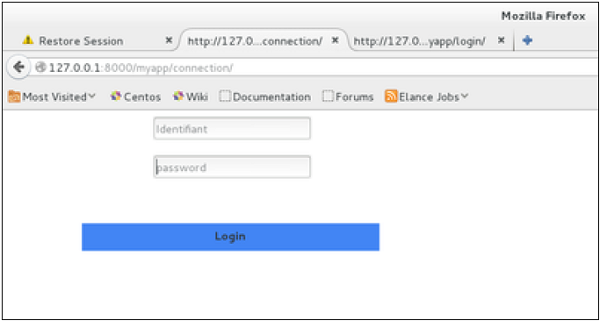 Mozilla Firefox
Restore Session × http://127.0...connection/ × http://127.0...yapp/login/ ×
127.0.0.1:8000/myapp/connection/
Most Visited Centos Wiki Documentation Forums Elance Jobs
Identifiant
password
Login